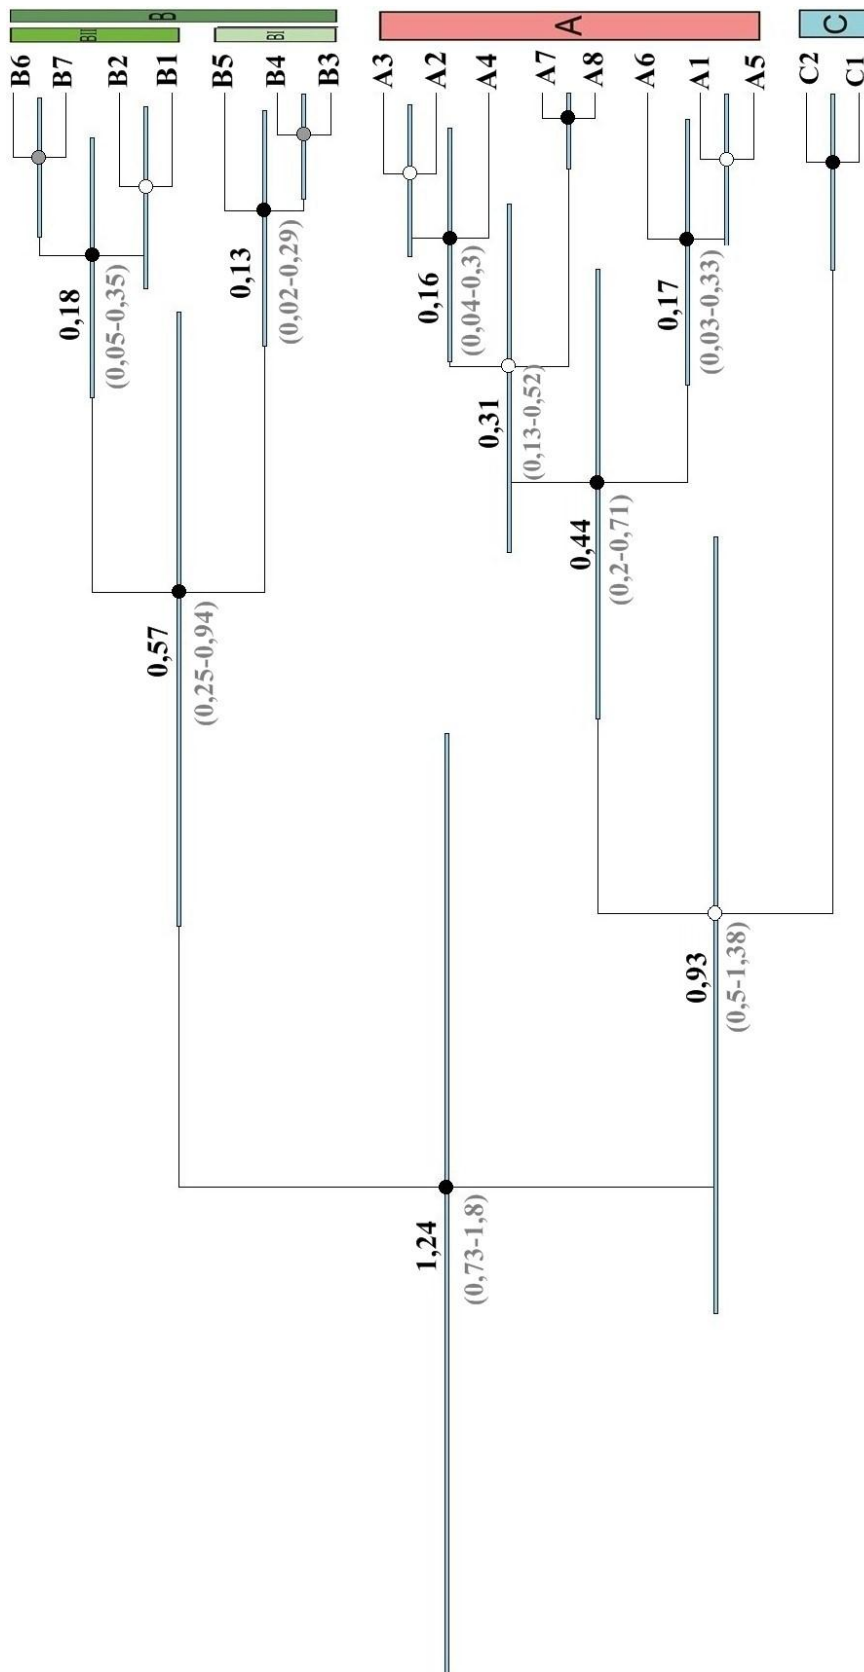 B
BII
BI
A
C
B6
B7
B2
B1
B5
B4
B3
A3
A2
A4
A7
A8
A6
A1
A5
C2
C1
0,18
(0,05-0,35)
0,13
(0,02-0,29)
0,16
(0,04-0,3)
0,17
(0,03-0,33)
0,31
(0,13-0,52)
0,44
(0,2-0,71)
0,57
(0,25-0,94)
0,93
(0,5-1,38)
1,24
(0,73-1,8)